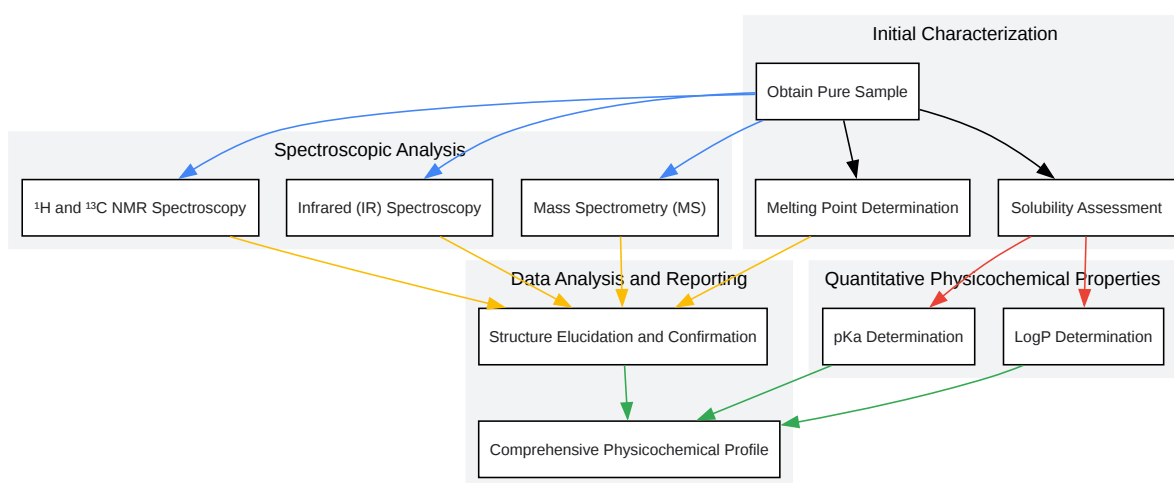 Initial Characterization
Obtain Pure Sample
Spectroscopic Analysis
¹H and ¹³C NMR Spectroscopy
Infrared (IR) Spectroscopy
Mass Spectrometry (MS)
Melting Point Determination
Solubility Assessment
Data Analysis and Reporting
Quantitative Physicochemical Properties
Structure Elucidation and Confirmation
pKa Determination
LogP Determination
Comprehensive Physicochemical Profile